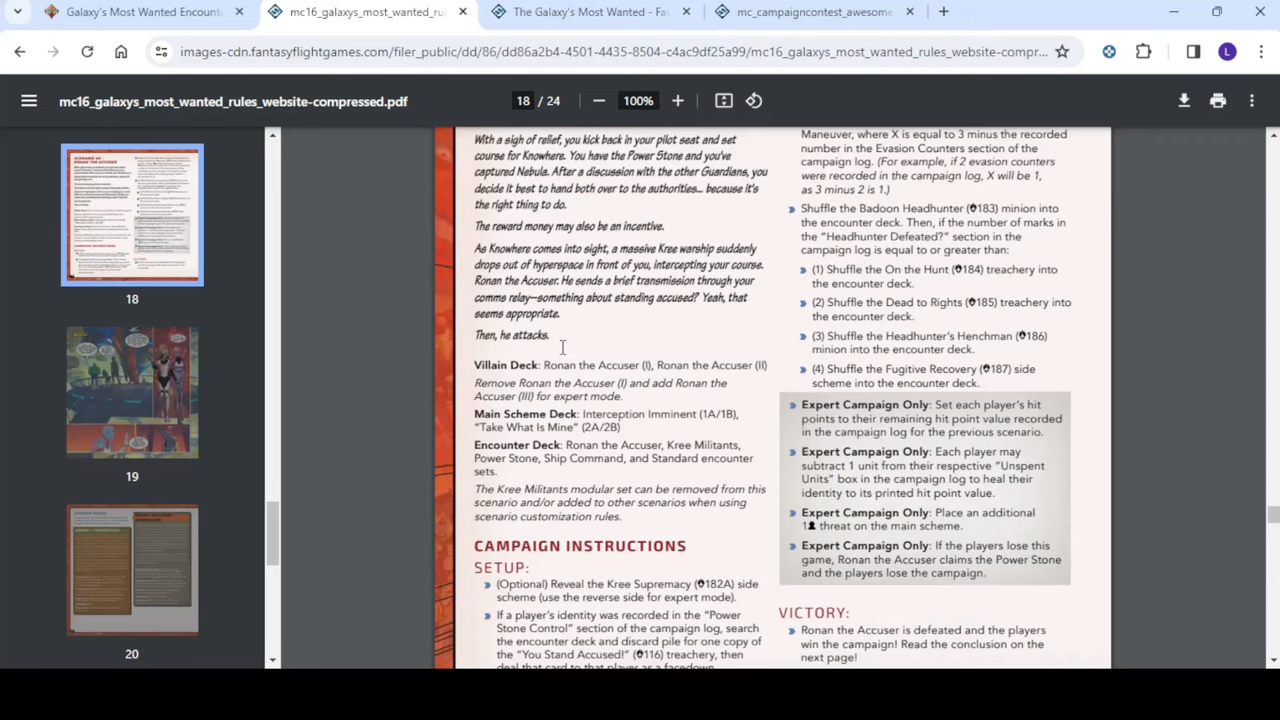 Galaxy's Most Wanted Encount
mc16_galaxys_most_wanted_rul
The Galaxy's Most Wanted - Fa
mc_campaigncontest_awesome
images-cdn.fantasyflightgames.com/filer_public/dd/86/dd86a2b4-4501-4435-8504-c4ac9df25a99/mc16_galaxys_most_wanted_rules_website-compr...
L
mc16_galaxys_most_wanted_rules_website-compressed.pdf
18 / 24
100%
18
19
20
With a sigh of relief, you kick back in your pilot seat and set
course for Knowhere. You have the Power Stone and you've
captured Nebula. After a discussion with the other Guardians, you
decide that you'll turn her over to the authorities... because it's
the right thing to do.
The reward money may also be an incentive.
As Knowhere comes into sight, a massive Kree warship suddenly
drops out of hyperspace in front of you, intercepting your course.
Ronan the Accuser. He sends a brief transmission through your
comms relay—something about standing accused? Yeah, that
seems appropriate.
Then, he attacks.
Villain Deck: Ronan the Accuser (I), Ronan the Accuser (II)
Remove Ronan the Accuser (I) and add Ronan the
Accuser (III) for expert mode.
Main Scheme Deck: Interception Imminent (1A/1B),
"Take What Is Mine" (2A/2B)
Encounter Deck: Ronan the Accuser, Kree Militants,
Power Stone, Ship Command, and Standard encounter
sets.
The Kree Militants modular set can be removed from this
scenario and/or added to other scenarios when using
scenario customization rules.
CAMPAIGN INSTRUCTIONS
SETUP:
(Optional) Reveal the Kree Supremacy (182A) side
scheme (use the reverse side for expert mode).
If a player's identity was recorded in the "Power
Stone Control" section of the campaign log, search
the encounter deck and discard pile for one copy of
the "You Stand Accused!" (116) treachery, then
deal that card to that player as a facedown
Maneuver, where X is equal to 3 minus the recorded
number in the Evasion Counters section of the
campaign log. (For example, if 2 evasion counters
were recorded in the campaign log, X will be 1,
as 3 minus 2 is 1.)
Shuffle the Badoon Headhunter (183) minion into
the encounter deck. Then, if the number of marks in
the "Headhunter Defeated?" section in the
campaign log is equal to or greater than:
(1) Shuffle the On the Hunt (184) treachery into
the encounter deck.
(2) Shuffle the Dead to Rights (185) treachery into
the encounter deck.
(3) Shuffle the Headhunter's Henchman (186)
minion into the encounter deck.
(4) Shuffle the Fugitive Recovery (187) side
scheme into the encounter deck.
Expert Campaign Only: Set each player's hit
points to their remaining hit point value recorded
in the campaign log for the previous scenario.
Expert Campaign Only: Each player may
subtract 1 unit from their respective "Unspent
Units" box in the campaign log to heal their
identity to its printed hit point value.
Expert Campaign Only: Place an additional
1 threat on the main scheme.
Expert Campaign Only: If the players lose this
game, Ronan the Accuser claims the Power Stone
and the players lose the campaign.
VICTORY:
Ronan the Accuser is defeated and the players
win the campaign! Read the conclusion on the
next page!